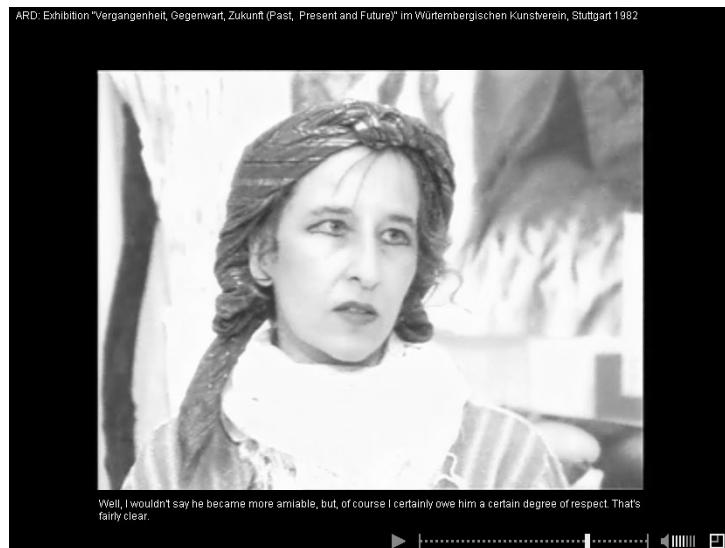 ARD: Exhibition "Vergangenheit, Gegenwart, Zukunft (Past, Present and Future)" im Würtembergischen Kunstverein, Stuttgart 1982
Well, I wouldn't say he became more amiable, but, of course I certainly owe him a certain degree of respect. That's
fairly clear.